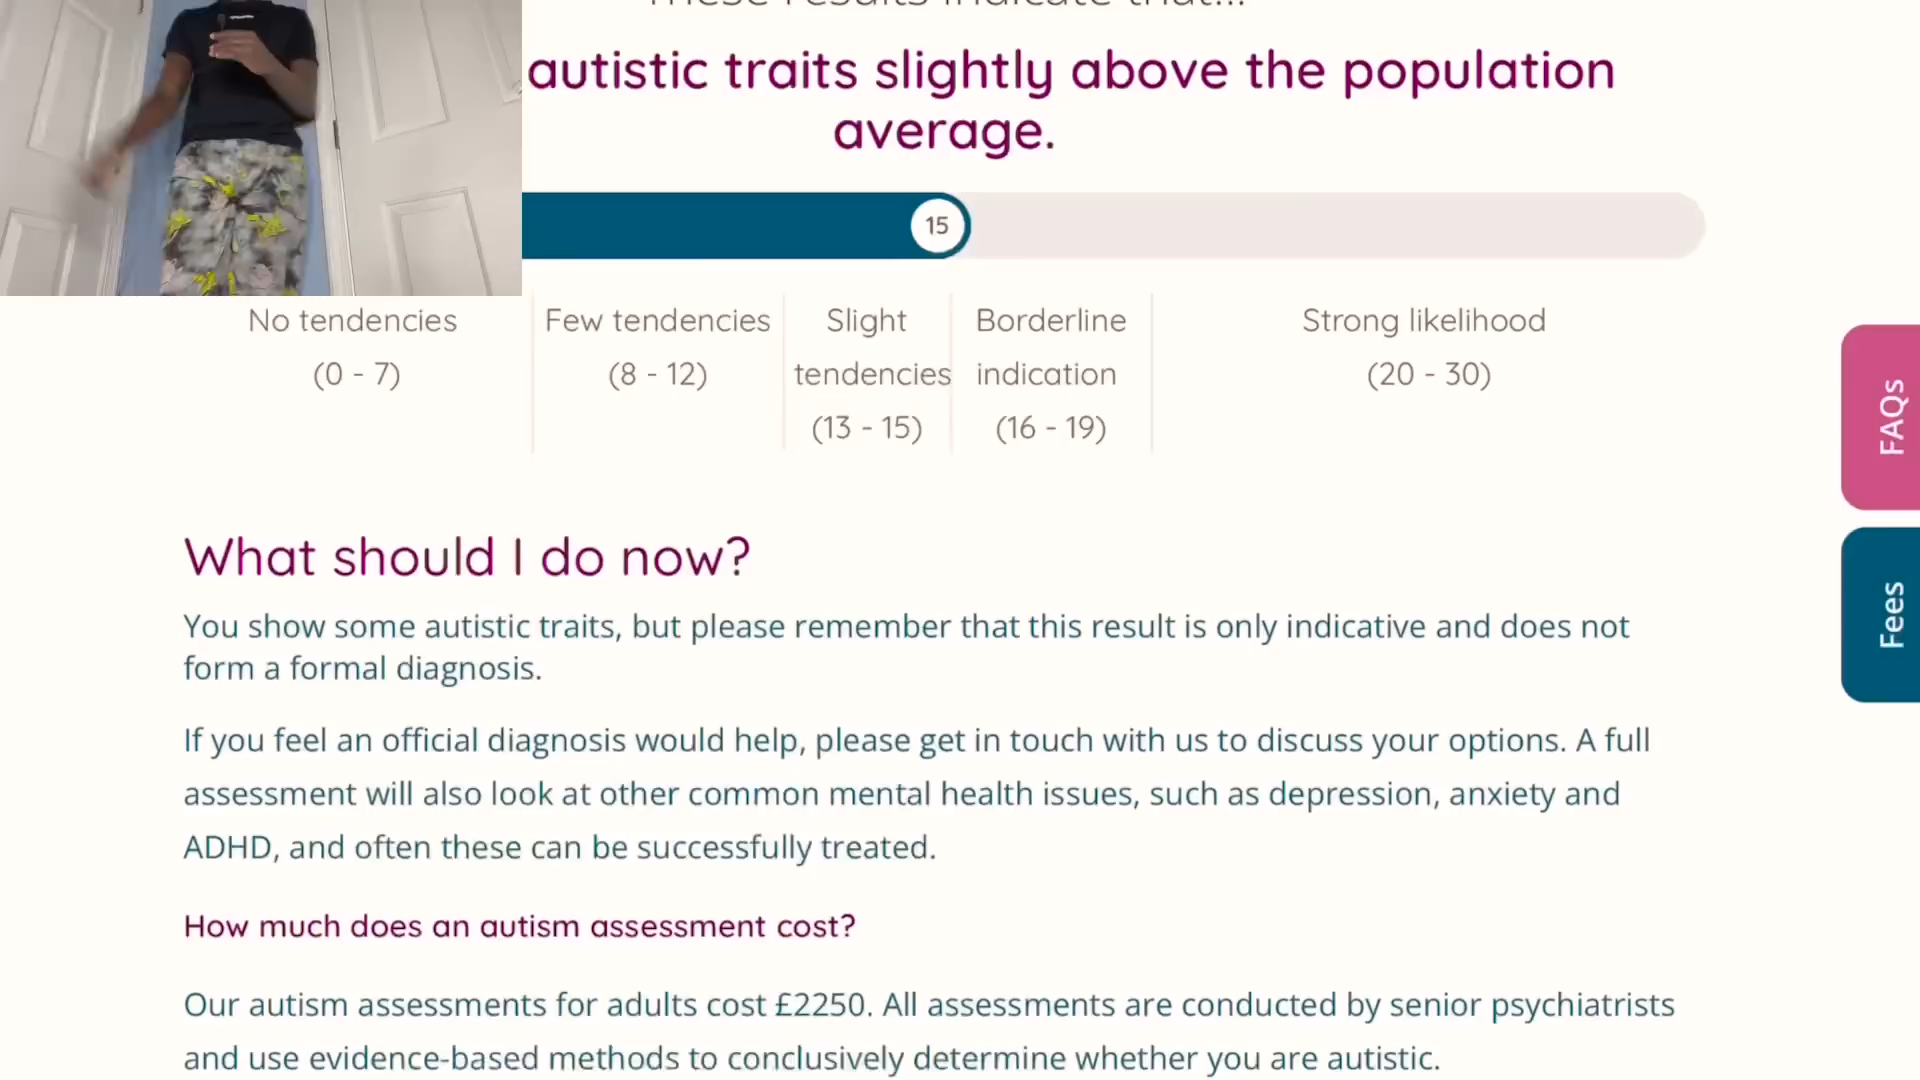 These results indicate that...
autistic traits slightly above the population
average.
15
No tendencies
(0 - 7)
Few tendencies
(8 - 12)
Slight
tendencies
(13 - 15)
Borderline
indication
(16 - 19)
Strong likelihood
(20 - 30)
FAQs
Fees
What should I do now?
You show some autistic traits, but please remember that this result is only indicative and does not
form a formal diagnosis.
If you feel an official diagnosis would help, please get in touch with us to discuss your options. A full
assessment will also look at other common mental health issues, such as depression, anxiety and
ADHD, and often these can be successfully treated.
How much does an autism assessment cost?
Our autism assessments for adults cost £2250. All assessments are conducted by senior psychiatrists
and use evidence-based methods to conclusively determine whether you are autistic.